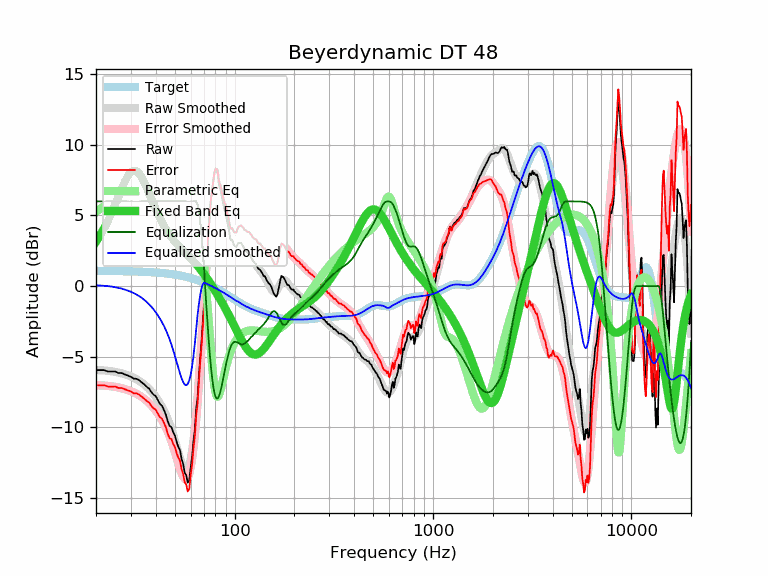 Beyerdynamic DT 48
15
10
5
0
−5
−10
−15
Amplitude (dBr)
Target
Raw Smoothed
Error Smoothed
Raw
Error
Parametric Eq
Fixed Band Eq
Equalization
Equalized smoothed
100
1000
10000
Frequency (Hz)